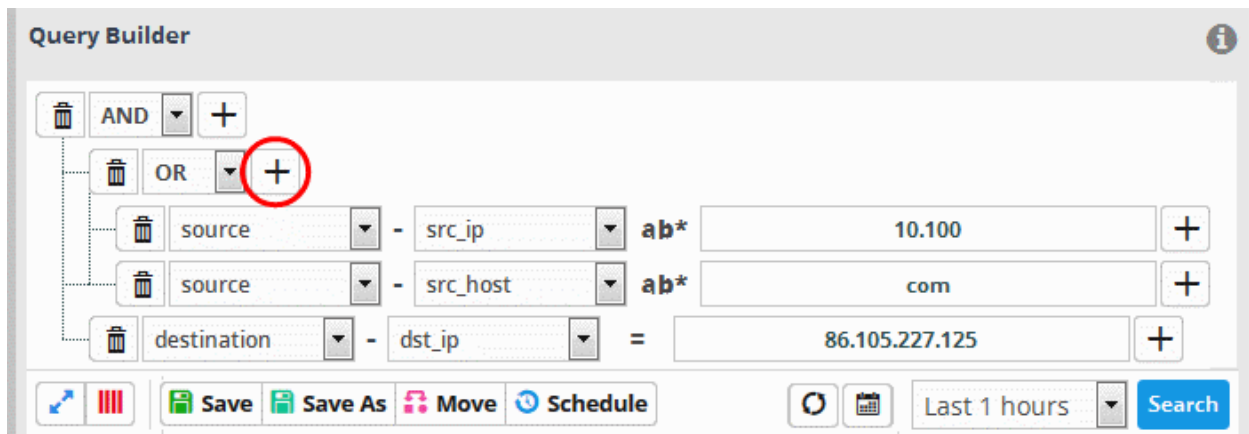 Query Builder
AND
OR
source - src_ip ab* 10.100
source - src_host ab* com
destination - dst_ip = 86.105.227.125
Save Save As Move Schedule Last 1 hours Search